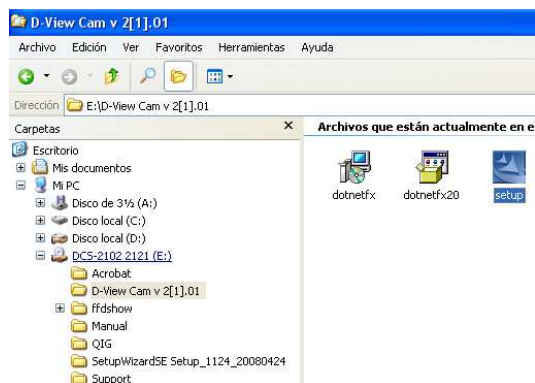 D-View Cam v 2[1].01
Archivo Edición Ver Favoritos Herramientas Ayuda
Dirección E:\D-View Cam v 2[1].01
Carpetas
Escritorio
Mis documentos
Mi PC
Disco de 3½ (A:)
Disco local (C:)
Disco local (D:)
DCS-2102 2121 (E:)
Acrobat
D-View Cam v 2[1].01
ffdshow
Manual
QIG
SetupWizardSE Setup_1124_20080424
Support
Archivos que están actualmente en e
dotnetfx dotnetfx20 setup